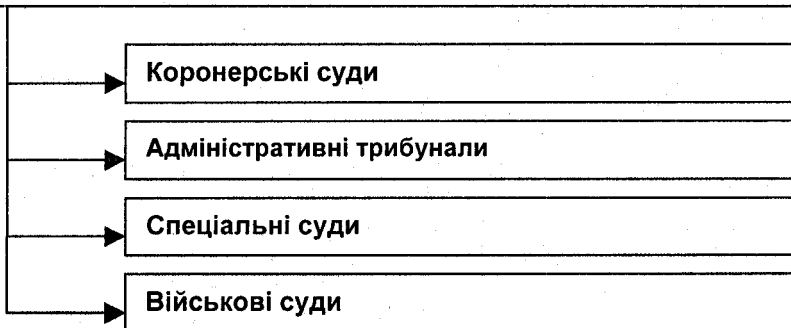 Коронерські суди
Адміністративні трибунали
Спеціальні суди
Військові суди